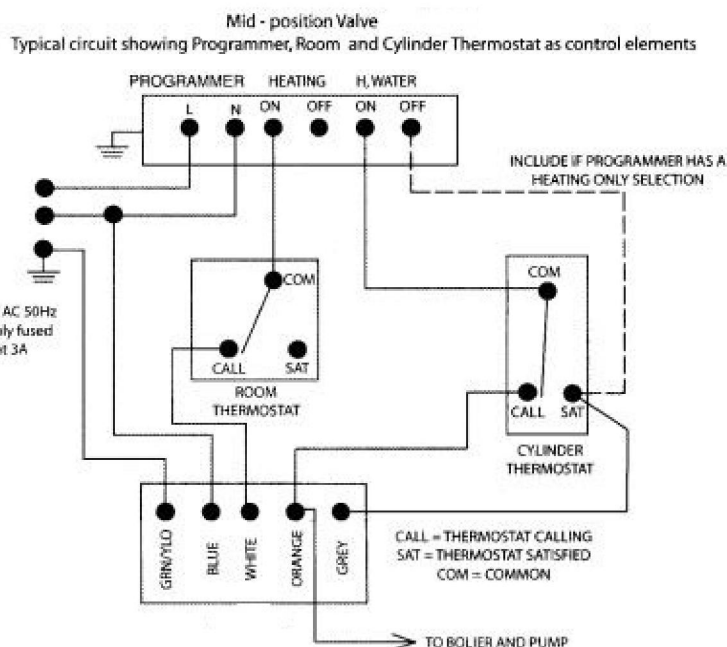 Mid - position Valve
Typical circuit showing Programmer, Room and Cylinder Thermostat as control elements
PROGRAMMER HEATING H, WATER
L N ON OFF ON OFF
INCLUDE IF PROGRAMMER HAS A
HEATING ONLY SELECTION
COM
CALL SAT
ROOM
THERMOSTAT
COM
CALL SAT
CYLINDER
THERMOSTAT
AC 50Hz
fused
3A
GRN/YLO
BLUE
WHITE
ORANGE
GREY
CALL = THERMOSTAT CALLING
SAT = THERMOSTAT SATISFIED
COM = COMMON
TO BOLIER AND PUMP